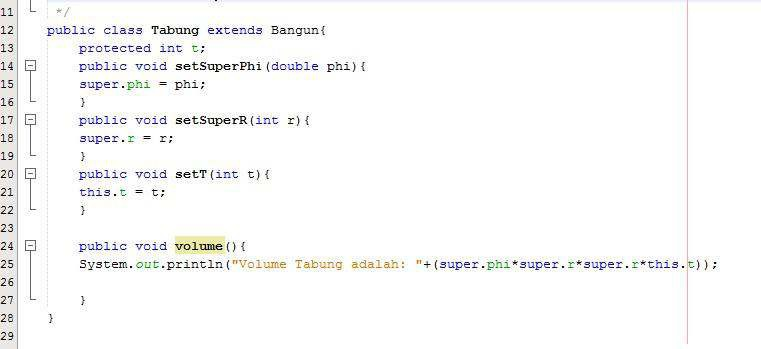 11 */
12 public class Tabung extends Bangun{
13 protected int t;
14 public void setSuperPhi(double phi){
15 super.phi = phi;
16 }
17 public void setSuperR(int r){
18 super.r = r;
19 }
20 public void setT(int t){
21 this.t = t;
22 }
23
24 public void volume(){
25 System.out.println("Volume Tabung adalah: "+(super.phi*super.r*super.r*this.t));
26
27 }
28 }
29